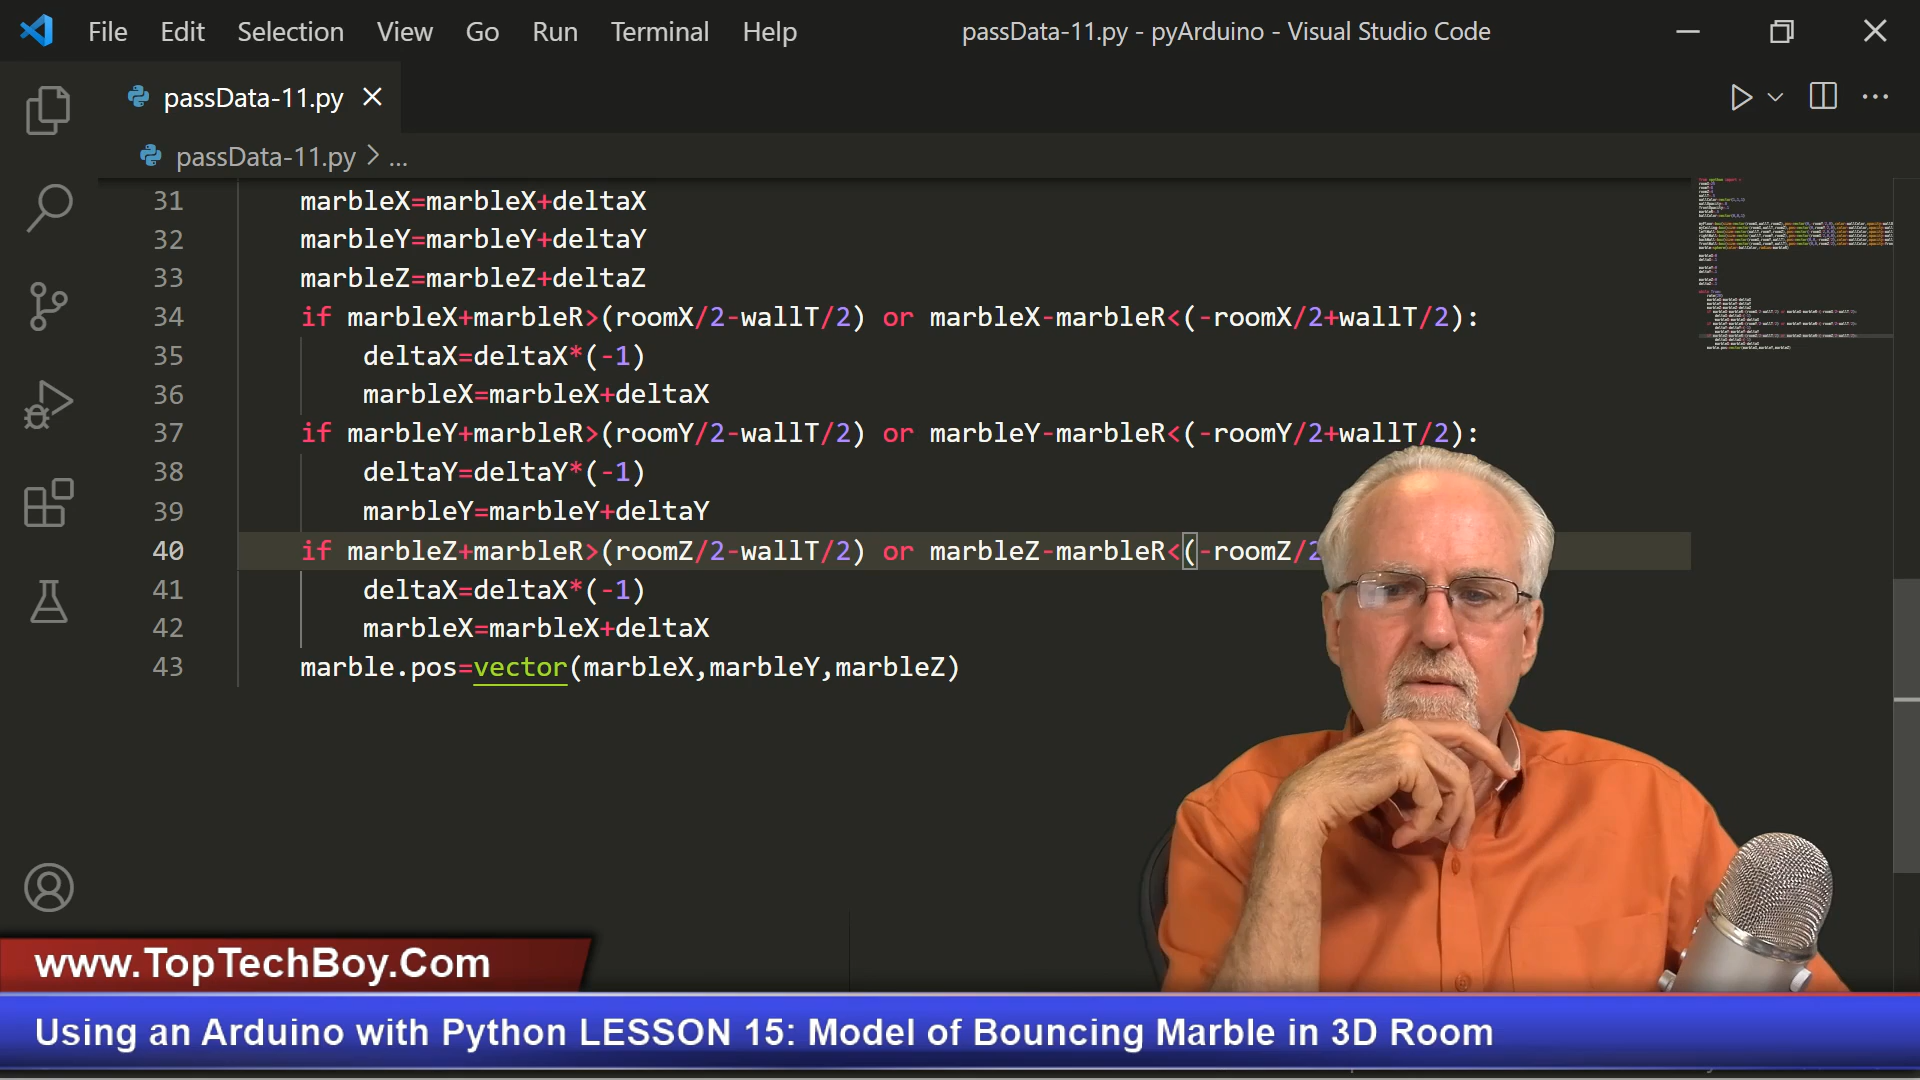 File Edit Selection View Go Run Terminal Help passData-11.py - pyArduino - Visual Studio Code
passData-11.py
passData-11.py > ...
31 marbleX=marbleX+deltaX
32 marbleY=marbleY+deltaY
33 marbleZ=marbleZ+deltaZ
34 if marbleX+marbleR>(roomX/2-wallT/2) or marbleX-marbleR<(-roomX/2+wallT/2):
35 deltaX=deltaX*(-1)
36 marbleX=marbleX+deltaX
37 if marbleY+marbleR>(roomY/2-wallT/2) or marbleY-marbleR<(-roomY/2+wallT/2):
38 deltaY=deltaY*(-1)
39 marbleY=marbleY+deltaY
40 if marbleZ+marbleR>(roomZ/2-wallT/2) or marbleZ-marbleR<(-roomZ/2
41 deltaX=deltaX*(-1)
42 marbleX=marbleX+deltaX
43 marble.pos=vector(marbleX,marbleY,marbleZ)
www.TopTechBoy.Com
Using an Arduino with Python LESSON 15: Model of Bouncing Marble in 3D Room